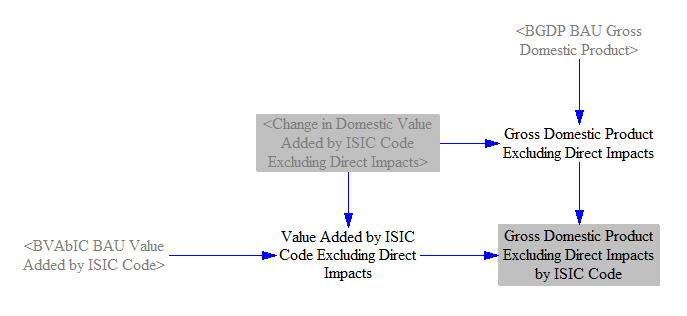 <BGDP BAU Gross
Domestic Product>
<Change in Domestic Value
Added by ISIC Code
Excluding Direct Impacts>
Gross Domestic Product
Excluding Direct Impacts
<BVAbIC BAU Value
Added by ISIC Code>
Value Added by ISIC
Code Excluding Direct
Impacts
Gross Domestic Product
Excluding Direct Impacts
by ISIC Code